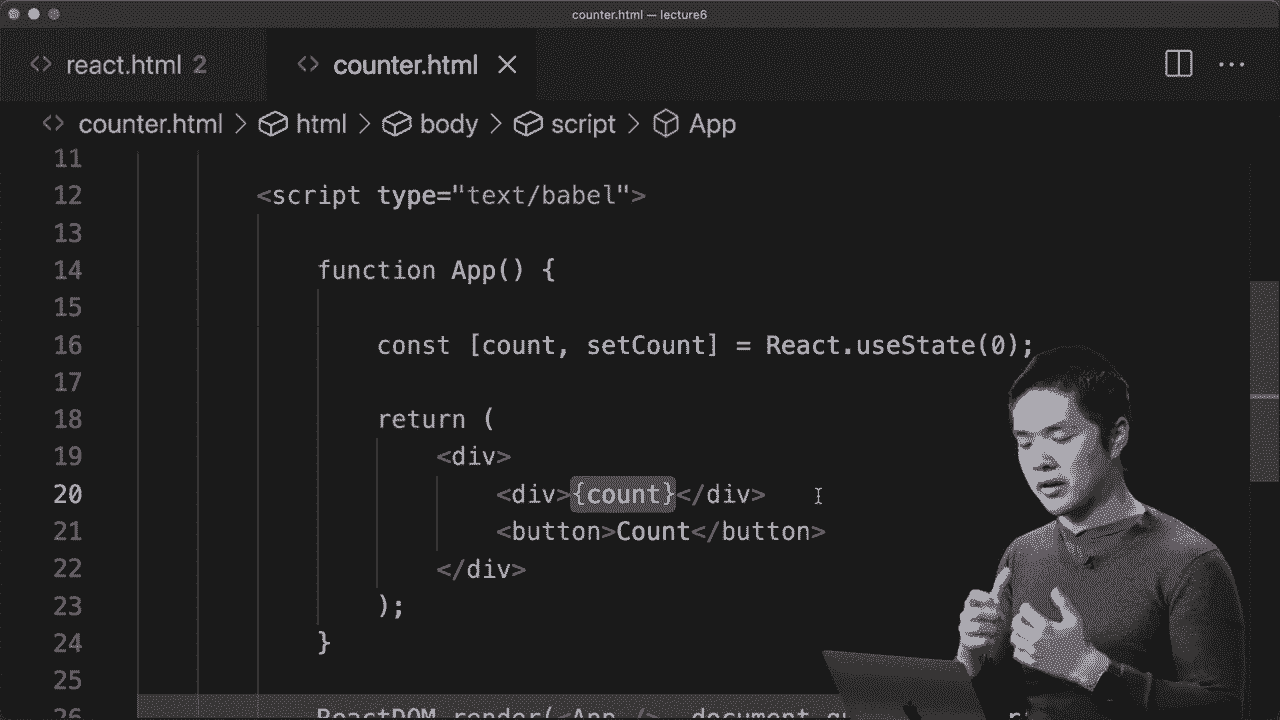 counter.html — lecture6
react.html 2
counter.html
counter.html > html > body > script > App
11
12 <script type="text/babel">
13
14 function App() {
15
16 const [count, setCount] = React.useState(0);
17
18 return (
19 <div>
20 <div>{count}</div>
21 <button>Count</button>
22 </div>
23 );
24 }
25
26 ReactDOM.render(<App />, document